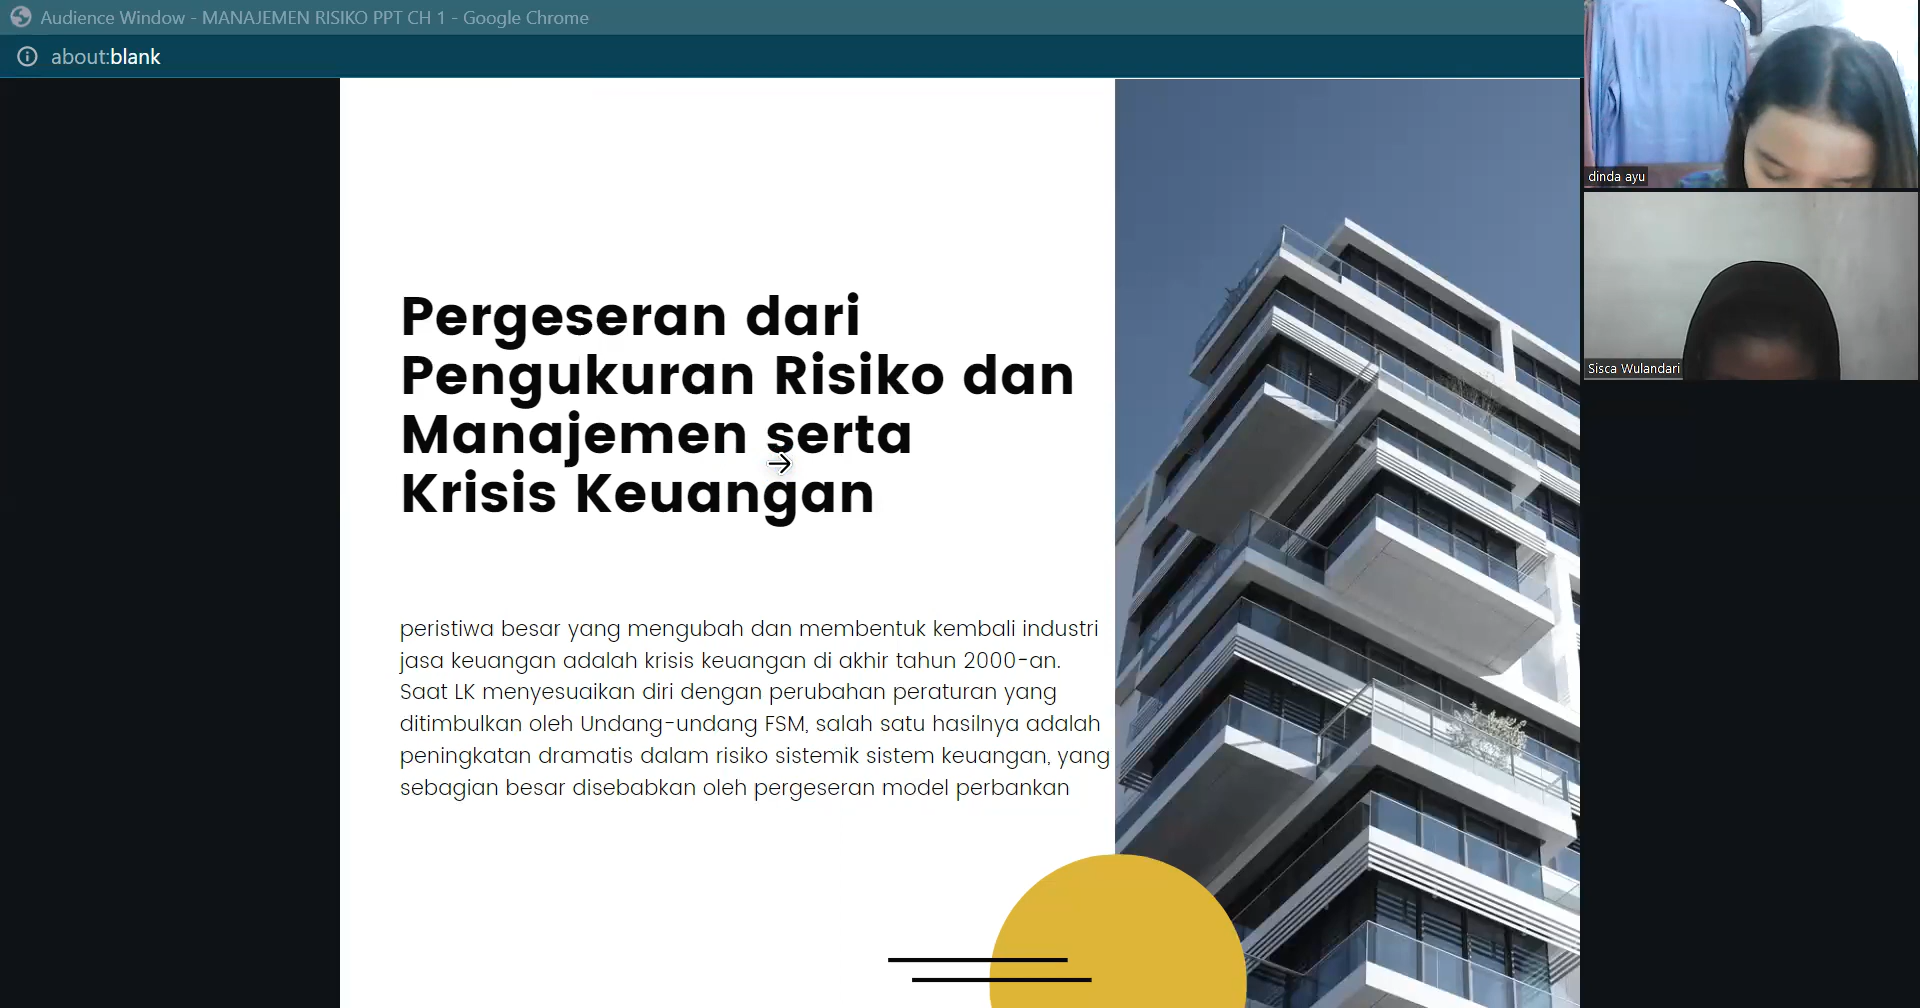 Audience Window - MANAJEMEN RISIKO PPT CH 1 - Google Chrome
about:blank
Pergeseran dari
Pengukuran Risiko dan
Manajemen serta
Krisis Keuangan
peristiwa besar yang mengubah dan membentuk kembali industri
jasa keuangan adalah krisis keuangan di akhir tahun 2000-an.
Saat LK menyesuaikan diri dengan perubahan peraturan yang
ditimbulkan oleh Undang-undang FSM, salah satu hasilnya adalah
peningkatan dramatis dalam risiko sistemik sistem keuangan, yang
sebagian besar disebabkan oleh pergeseran model perbankan
dinda ayu
Sisca Wulandari